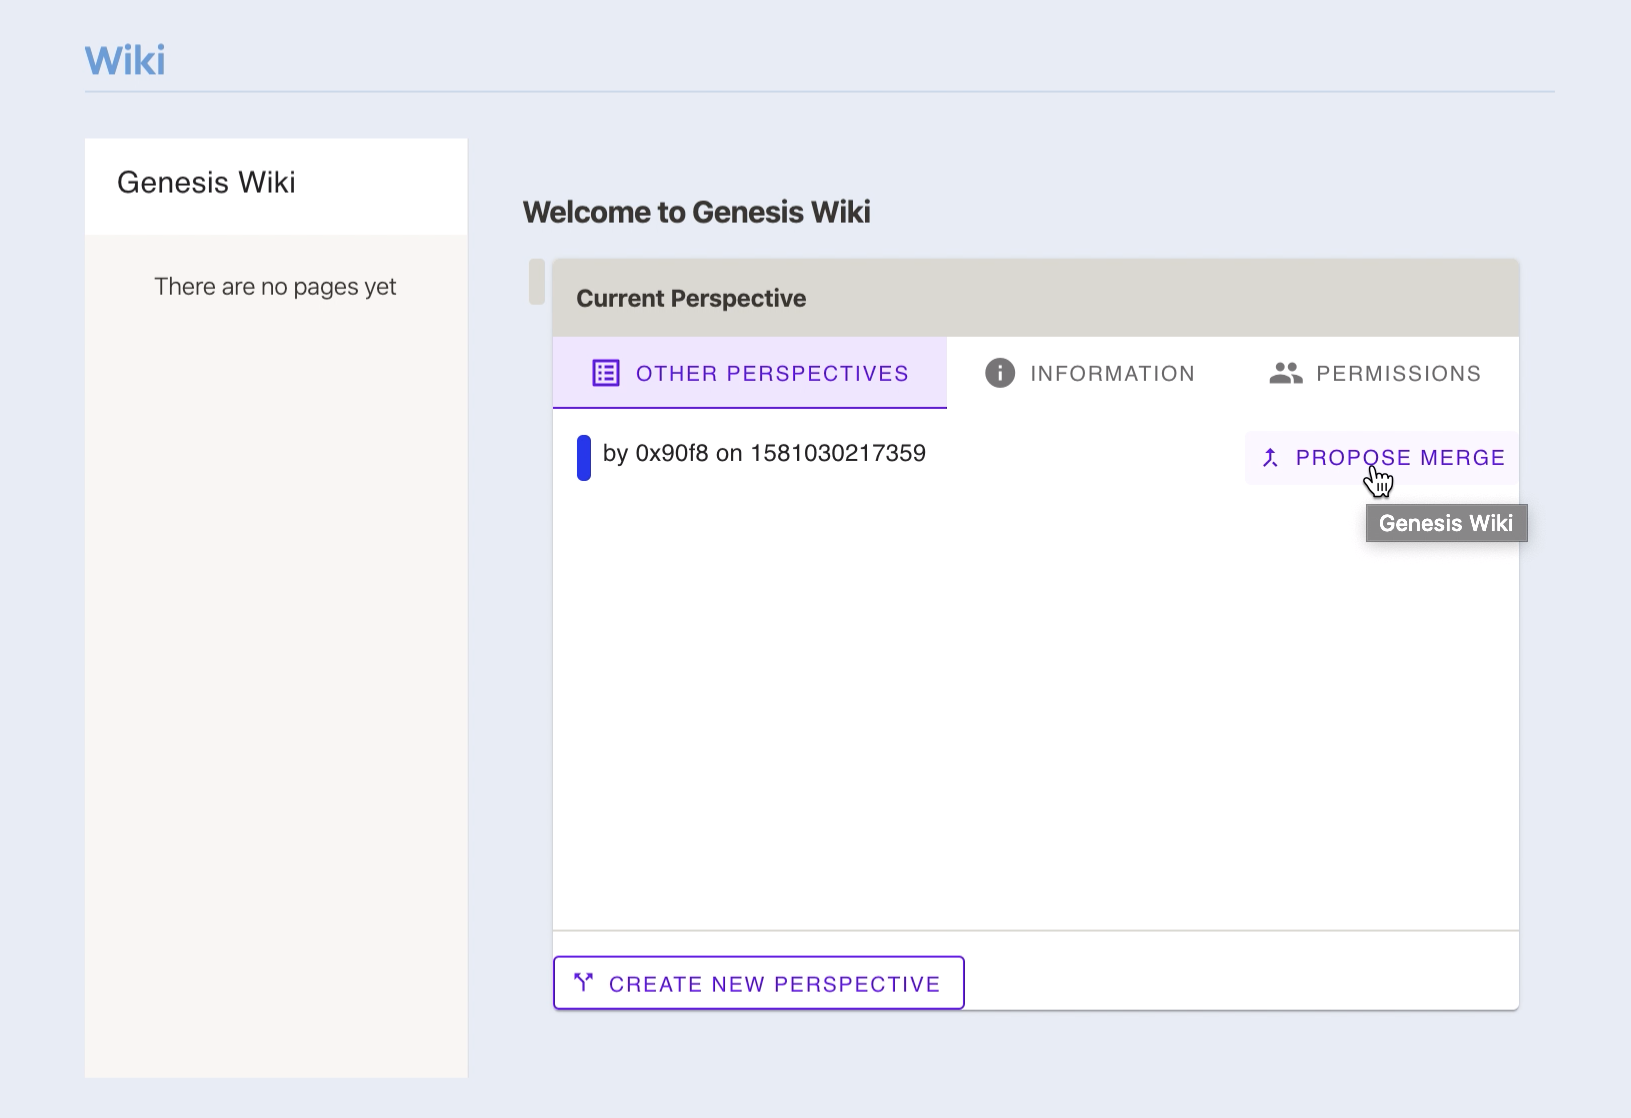 Wiki
Genesis Wiki
There are no pages yet
Welcome to Genesis Wiki
Current Perspective
OTHER PERSPECTIVES
INFORMATION
PERMISSIONS
by 0x90f8 on 1581030217359
PROPOSE MERGE
Genesis Wiki
CREATE NEW PERSPECTIVE